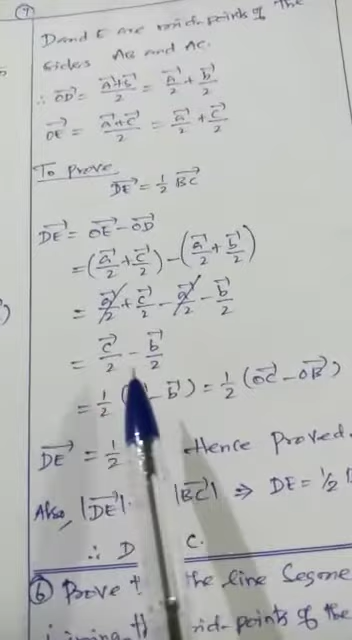 7
D and E are mid-points of the
sides AB and AC.
∴ OD⃗ = (a⃗+b⃗)/2 = a⃗/2 + b⃗/2
OE⃗ = (a⃗+c⃗)/2 = a⃗/2 + c⃗/2
To Prove
DE⃗ = 1/2 BC⃗
DE⃗ = OE⃗ - OD⃗
= (a⃗/2 + c⃗/2) - (a⃗/2 + b⃗/2)
= a⃗/2 + c⃗/2 - a⃗/2 - b⃗/2
= c⃗/2 - b⃗/2
= 1/2 ( - b⃗) = 1/2 (OC⃗ - OB⃗)
DE⃗ = 1/2 Hence Proved.
Also, |DE⃗| |BC⃗| ⇒ DE = 1/2
∴ D C.
6 Prove the line
mid-points of the